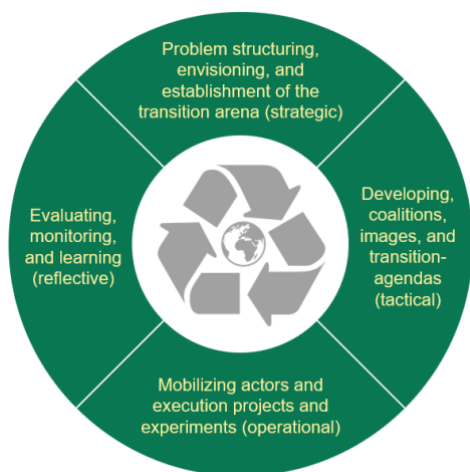 Problem structuring,
envisioning, and
establishment of the
transition arena (strategic)
Developing,
coalitions,
images, and
transition-
agendas
(tactical)
Mobilizing actors and
execution projects and
experiments (operational)
Evaluating,
monitoring,
and learning
(reflective)